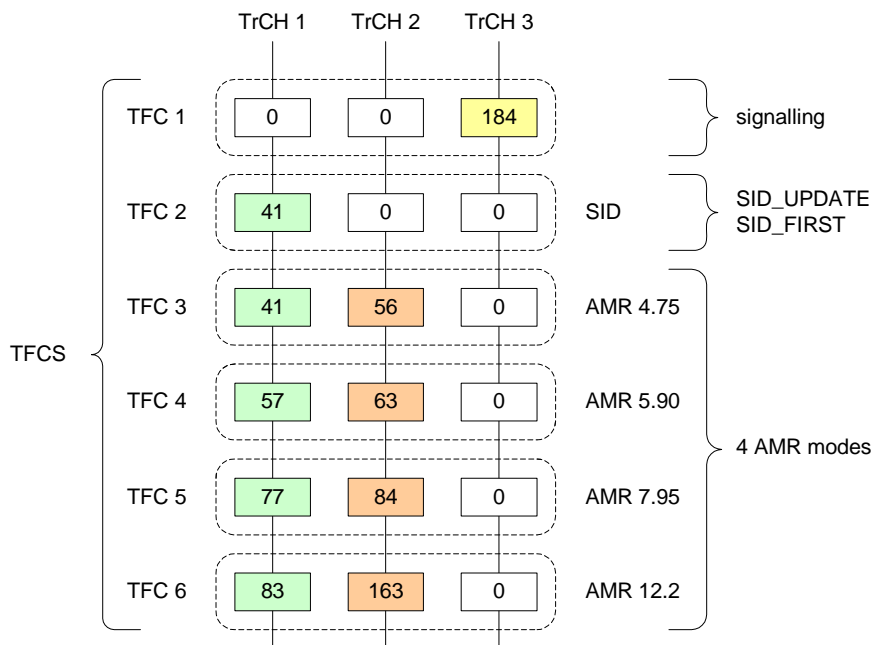 TrCH 1 TrCH 2 TrCH 3
TFC 1 0 0 184 signalling
TFC 2 41 0 0 SID SID_UPDATE
SID_FIRST
TFC 3 41 56 0 AMR 4.75
TFCS
TFC 4 57 63 0 AMR 5.90
4 AMR modes
TFC 5 77 84 0 AMR 7.95
TFC 6 83 163 0 AMR 12.2